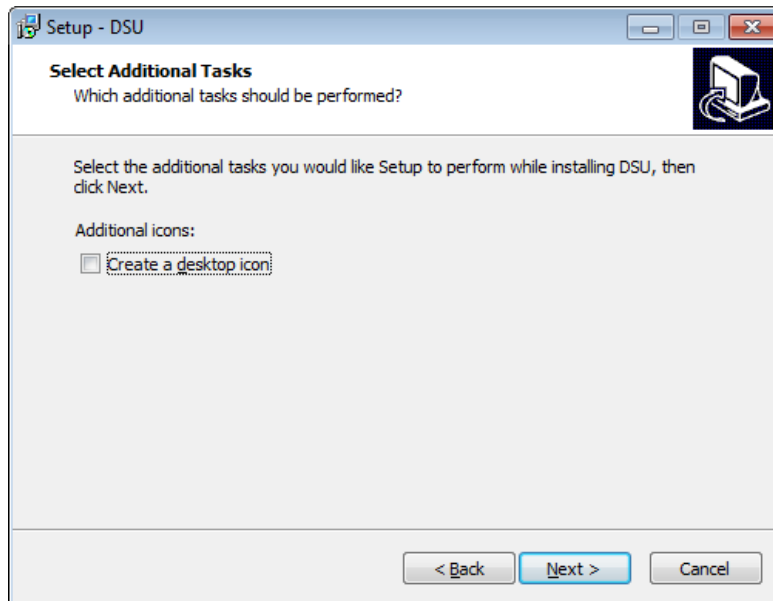 Setup - DSU
Select Additional Tasks
Which additional tasks should be performed?
Select the additional tasks you would like Setup to perform while installing DSU, then
click Next.
Additional icons:
Create a desktop icon
< Back
Next >
Cancel